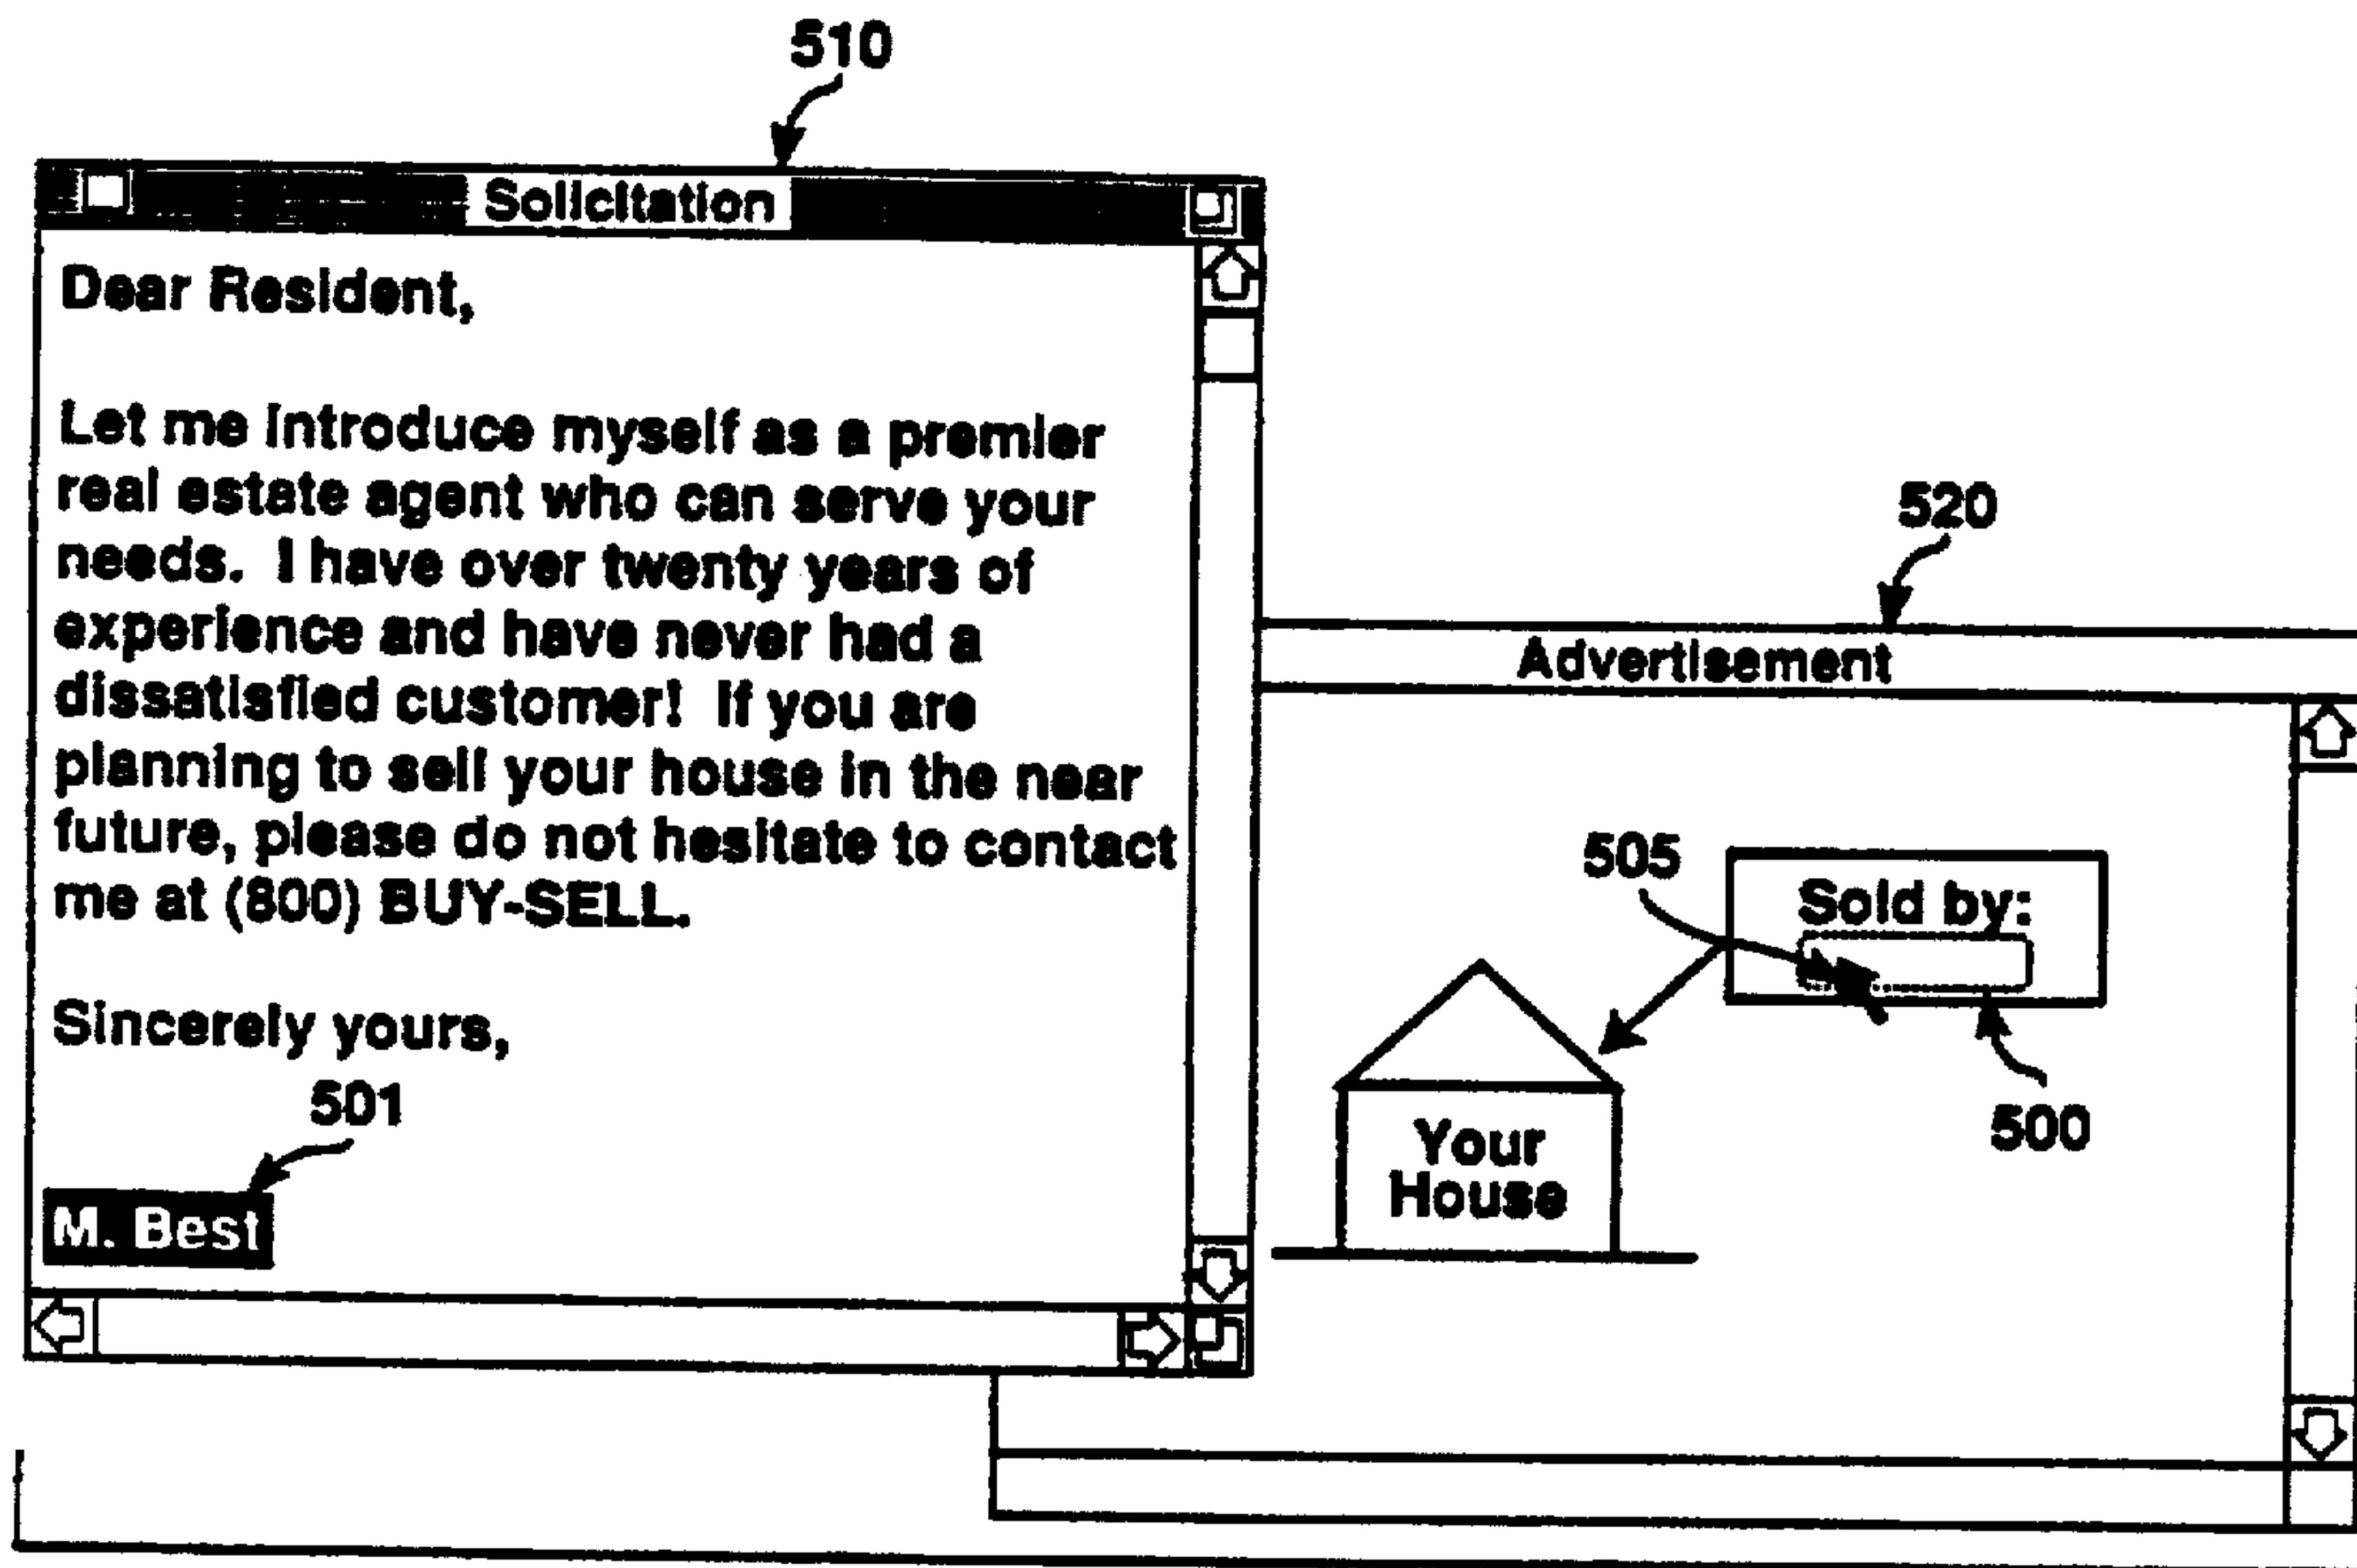 510
Solicitation
Dear Resident,
Let me introduce myself as a premier
real estate agent who can serve your
needs.  I have over twenty years of
experience and have never had a
dissatisfied customer!  If you are
planning to sell your house in the near
future, please do not hesitate to contact
me at (800) BUY-SELL.
Sincerely yours,
501
M. Best
520
Advertisement
505
Sold by:
500
Your
House